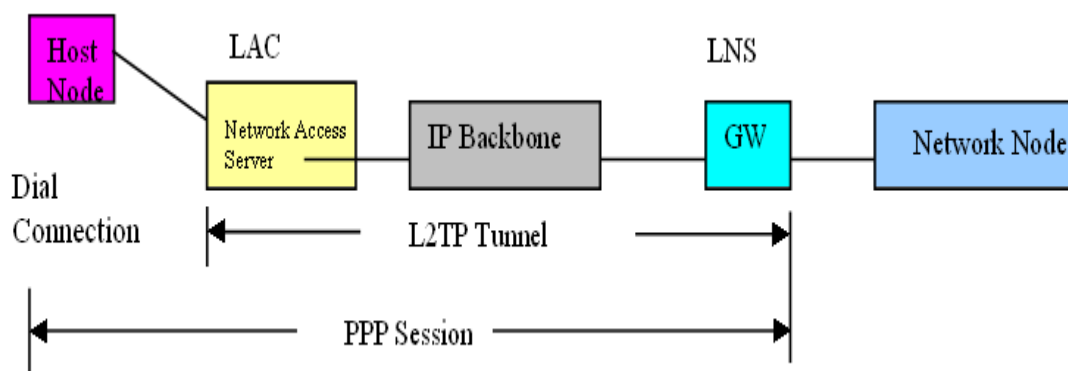 Host
Node
LAC
LNS
Network Access
Server
IP Backbone
GW
Network Node
Dial
Connection
L2TP Tunnel
PPP Session